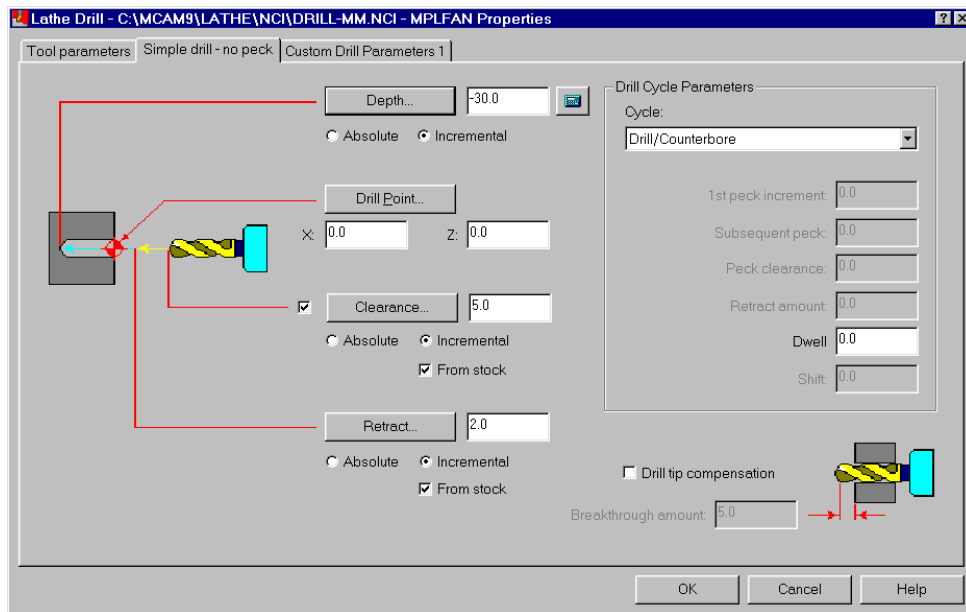 Lathe Drill - C:\MCAM9\LATHE\NCI\DRILL-MM.NCI - MPLFAN Properties
Tool parameters
Simple drill - no peck
Custom Drill Parameters 1
Depth...
-30.0
Absolute
Incremental
Drill Point...
X:
0.0
Z:
0.0
Clearance...
5.0
Absolute
Incremental
From stock
Retract...
2.0
Absolute
Incremental
From stock
Drill Cycle Parameters
Cycle:
Drill/Counterbore
1st peck increment:
0.0
Subsequent peck:
0.0
Peck clearance:
0.0
Retract amount:
0.0
Dwell
0.0
Shift:
0.0
Drill tip compensation
Breakthrough amount:
5.0
OK
Cancel
Help